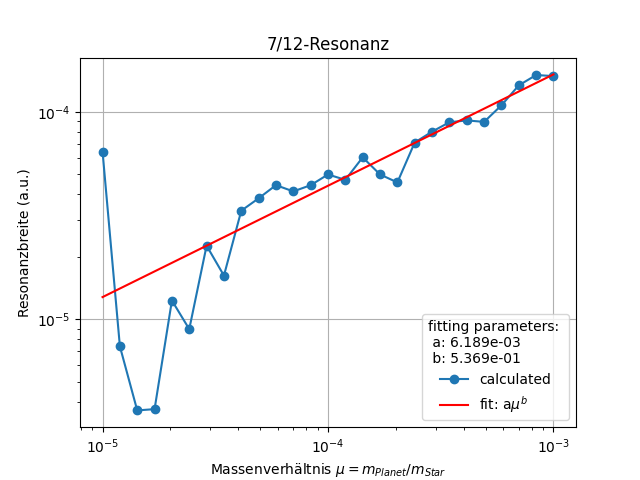 7/12-Resonanz
Resonanzbreite (a.u.)
10⁻⁴
10⁻⁵
fitting parameters:
a: 6.189e-03
b: 5.369e-01
calculated
fit: aμᵇ
10⁻⁵ 10⁻⁴ 10⁻³
Massenverhältnis μ = m_Planet/m_Star